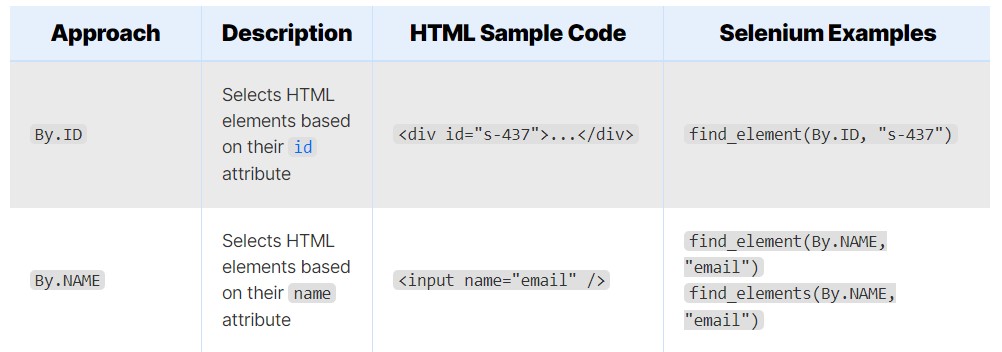 Approach Description HTML Sample Code Selenium Examples
By.ID
Selects HTML
elements based
on their id
attribute
<div id="s-437">...</div>
find_element(By.ID, "s-437")
By.NAME
Selects HTML
elements based
on their name
attribute
<input name="email" />
find_element(By.NAME,
"email")
find_elements(By.NAME,
"email")